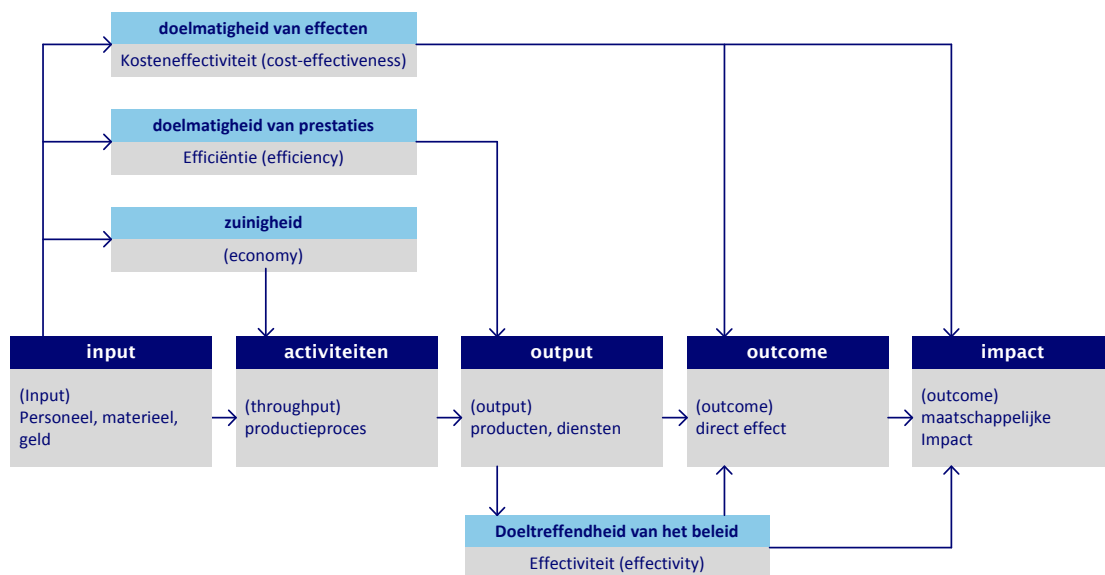 doelmatigheid van effecten
Kosteneffectiviteit (cost-effectiveness)
doelmatigheid van prestaties
Efficiëntie (efficiency)
zuinigheid
(economy)
input
(Input)
Personeel, materieel,
geld
activiteiten
(throughput)
productieproces
output
(output)
producten, diensten
outcome
(outcome)
direct effect
impact
(outcome)
maatschappelijke
Impact
Doeltreffendheid van het beleid
Effectiviteit (effectivity)